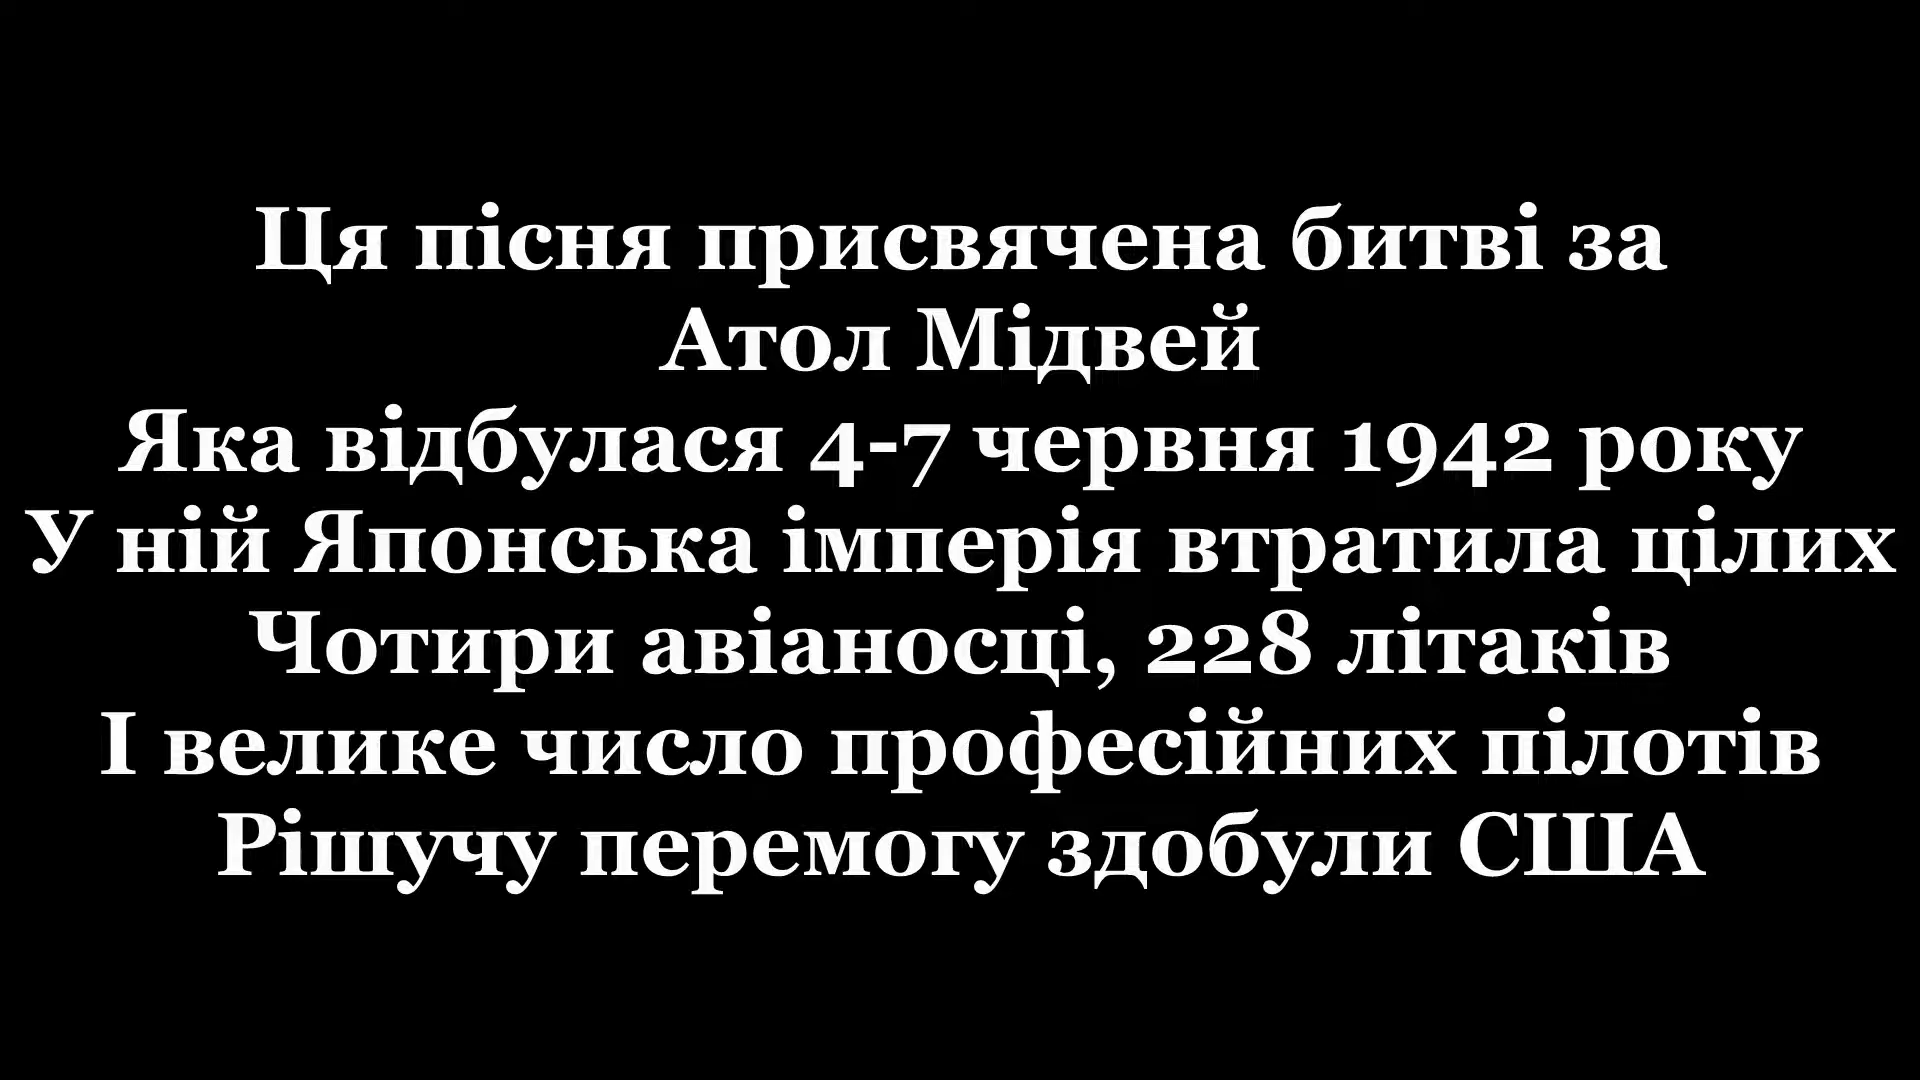 Ця пісня присвячена битві за
Атол Мідвей
Яка відбулася 4-7 червня 1942 року
У ній Японська імперія втратила цілих
Чотири авіаносці, 228 літаків
І велике число професійних пілотів
Рішучу перемогу здобули США